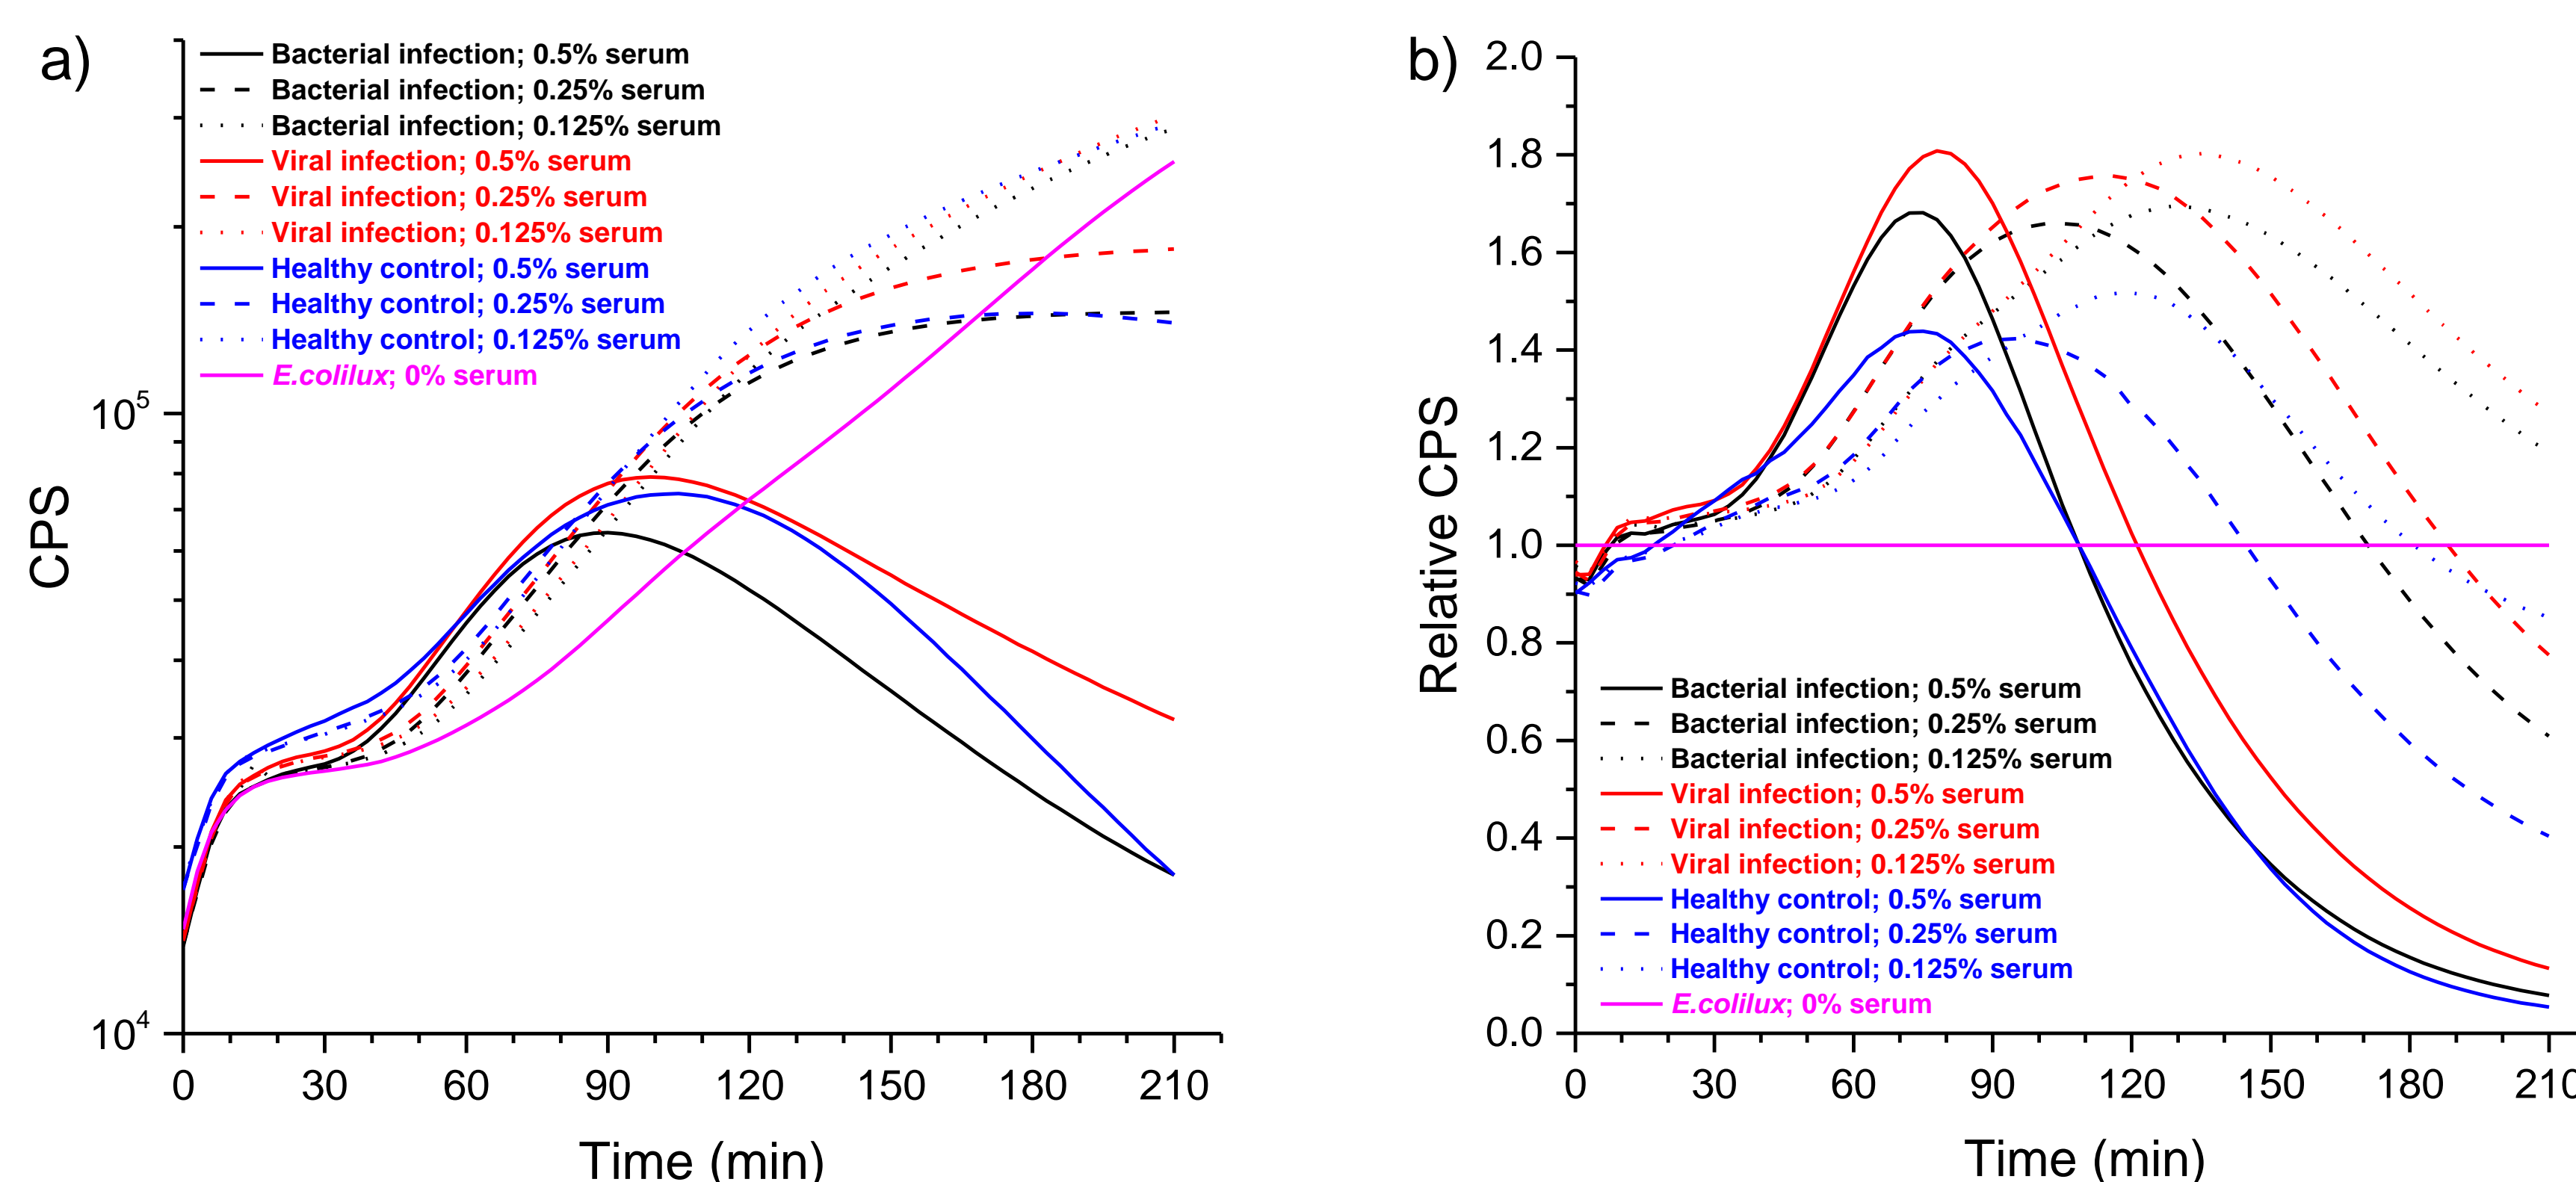 a)
Bacterial infection; 0.5% serum
Bacterial infection; 0.25% serum
Bacterial infection; 0.125% serum
Viral infection; 0.5% serum
Viral infection; 0.25% serum
Viral infection; 0.125% serum
Healthy control; 0.5% serum
Healthy control; 0.25% serum
Healthy control; 0.125% serum
E.colilux; 0% serum
10⁵
10⁴
CPS
0 30 60 90 120 150 180 210
Time (min)
b)
2.0
1.8
1.6
1.4
1.2
1.0
0.8
0.6
0.4
0.2
0.0
Relative CPS
Bacterial infection; 0.5% serum
Bacterial infection; 0.25% serum
Bacterial infection; 0.125% serum
Viral infection; 0.5% serum
Viral infection; 0.25% serum
Viral infection; 0.125% serum
Healthy control; 0.5% serum
Healthy control; 0.25% serum
Healthy control; 0.125% serum
E.colilux; 0% serum
0 30 60 90 120 150 180 210
Time (min)